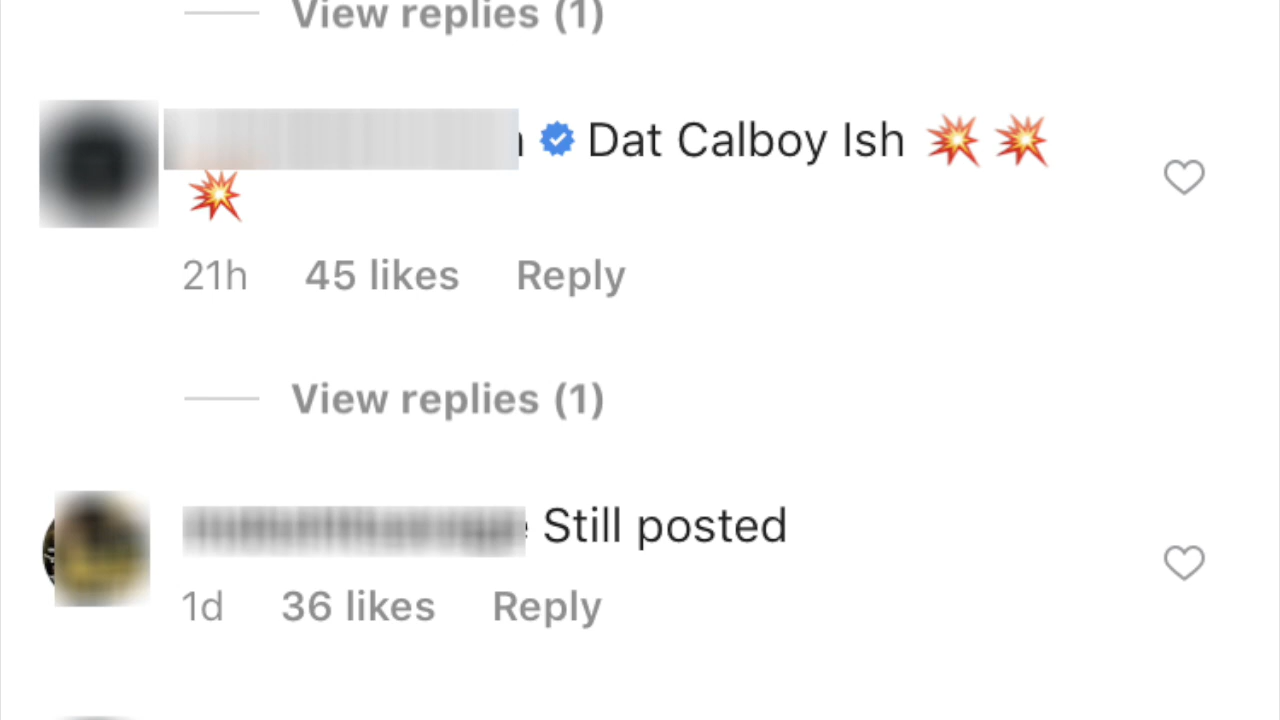 View replies (1)
Dat Calboy Ish 💥 💥
💥
21h 45 likes Reply
View replies (1)
Still posted
1d 36 likes Reply